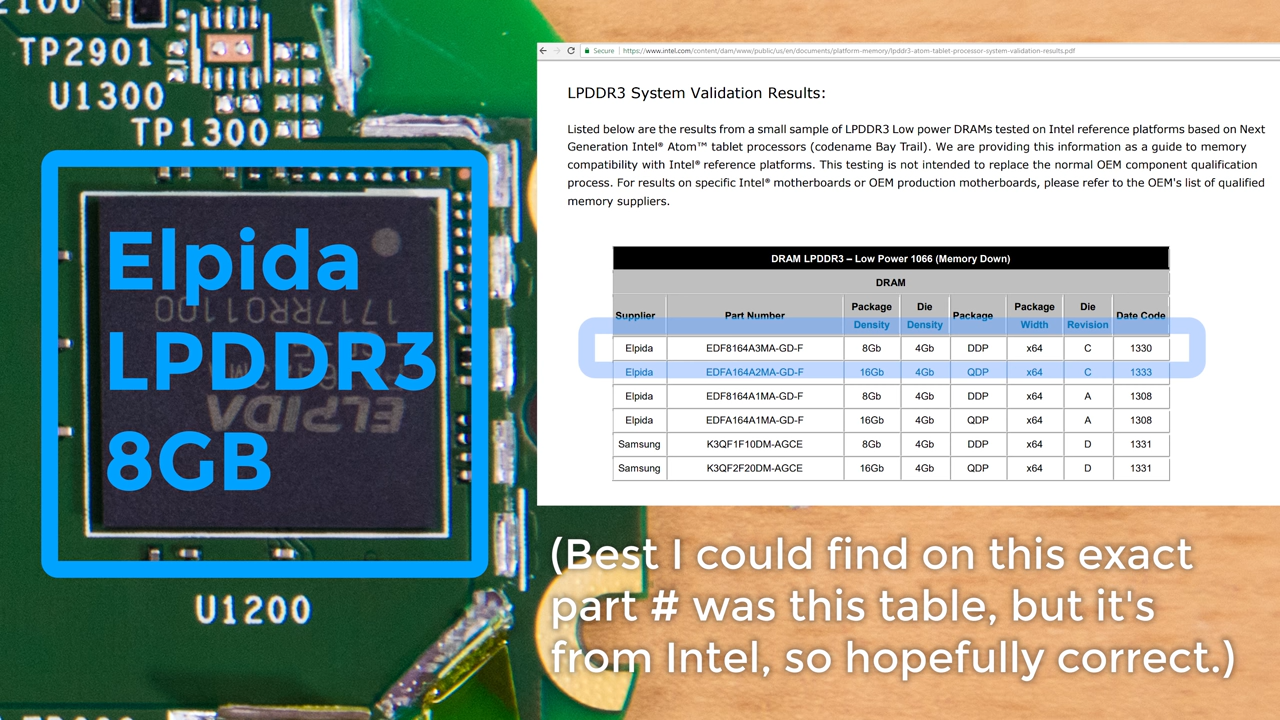 2100
TP2901
U1300
TP1300
Elpida
LPDDR3
8GB
1717RR01100
ELPIDA
U1200
Secure https://www.intel.com/content/dam/www/public/us/en/documents/platform-memory/lpddr3-atom-tablet-processor-system-validation-results.pdf
LPDDR3 System Validation Results:
Listed below are the results from a small sample of LPDDR3 Low power DRAMs tested on Intel reference platforms based on Next
Generation Intel® Atom™ tablet processors (codename Bay Trail). We are providing this information as a guide to memory
compatibility with Intel® reference platforms. This testing is not intended to replace the normal OEM component qualification
process. For results on specific Intel® motherboards or OEM production motherboards, please refer to the OEM's list of qualified
memory suppliers.
DRAM LPDDR3 – Low Power 1066 (Memory Down)
DRAM
Supplier Part Number Package Density Die Density Package Package Width Die Revision Date Code
Elpida EDF8164A3MA-GD-F 8Gb 4Gb DDP x64 C 1330
Elpida EDFA164A2MA-GD-F 16Gb 4Gb QDP x64 C 1333
Elpida EDF8164A1MA-GD-F 8Gb 4Gb DDP x64 A 1308
Elpida EDFA164A1MA-GD-F 16Gb 4Gb QDP x64 A 1308
Samsung K3QF1F10DM-AGCE 8Gb 4Gb DDP x64 D 1331
Samsung K3QF2F20DM-AGCE 16Gb 4Gb QDP x64 D 1331
(Best I could find on this exact
part # was this table, but it's
from Intel, so hopefully correct.)